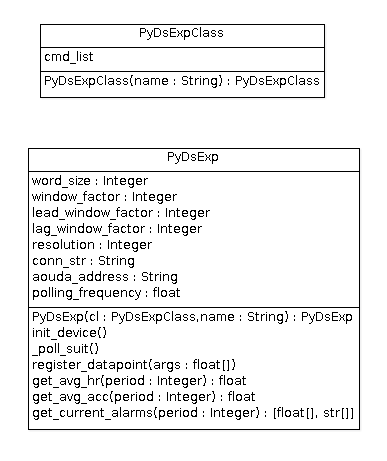 PyDsExpClass
cmd_list
PyDsExpClass(name : String) : PyDsExpClass
PyDsExp
word_size : Integer
window_factor : Integer
lead_window_factor : Integer
lag_window_factor : Integer
resolution : Integer
conn_str : String
aouda_address : String
polling_frequency : float
PyDsExp(cl : PyDsExpClass,name : String) : PyDsExp
init_device()
_poll_suit()
register_datapoint(args : float[])
get_avg_hr(period : Integer) : float
get_avg_acc(period : Integer) : float
get_current_alarms(period : Integer) : [float[], str[]]